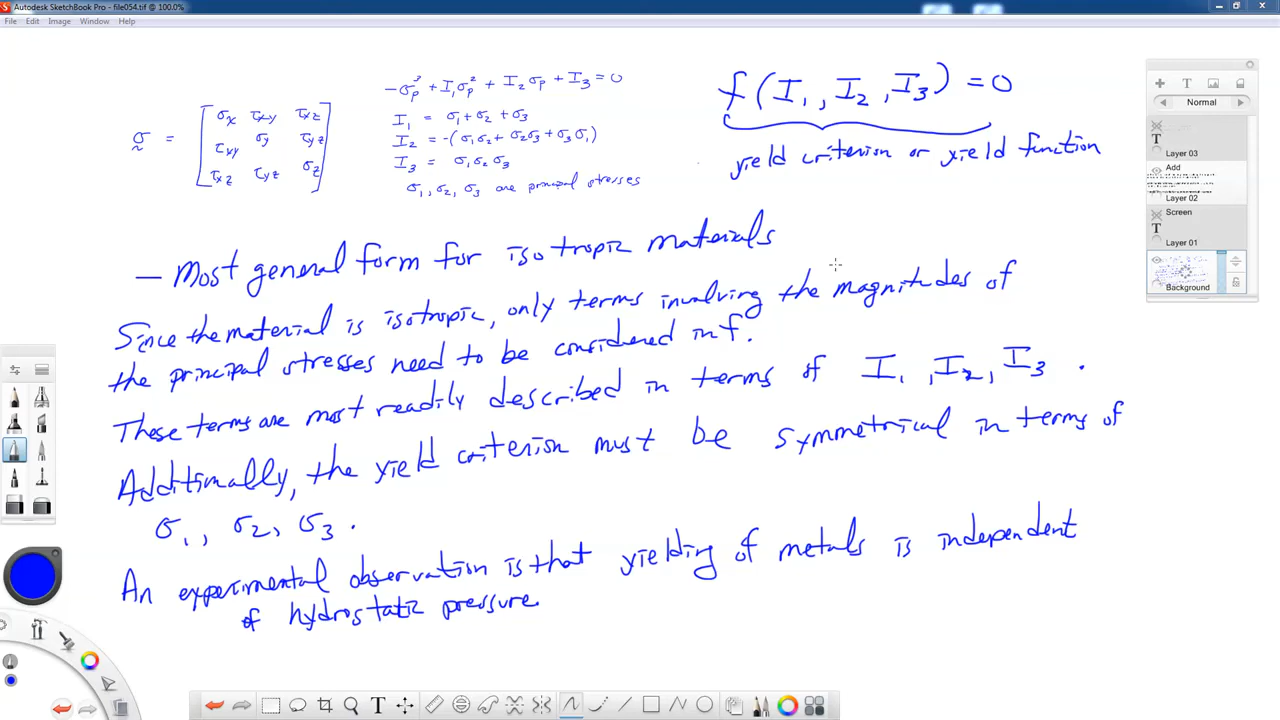 Autodesk SketchBook Pro - file054.tif @ 100.0%
File Edit Image Window Help
-σp³ + I1σp² + I2σp + I3 = 0
σ = [σx τxy τxz
τxy σy τyz
τxz τyz σz]
I1 = σ1 + σ2 + σ3
I2 = -(σ1σ2 + σ2σ3 + σ3σ1)
I3 = σ1σ2σ3
σ1, σ2, σ3 are principal stresses
f(I1, I2, I3) = 0
yield criterion or yield function
— Most general form for isotropic materials
Since the material is isotropic, only terms involving the magnitudes of
the principal stresses need to be considered in f.
These terms are most readily described in terms of I1, I2, I3.
Additionally, the yield criterion must be symmetrical in terms of
σ1, σ2, σ3.
An experimental observation is that yielding of metals is independent
of hydrostatic pressure
T
Normal
T
Layer 03
Add
Layer 02
Screen
T
Layer 01
Background
T